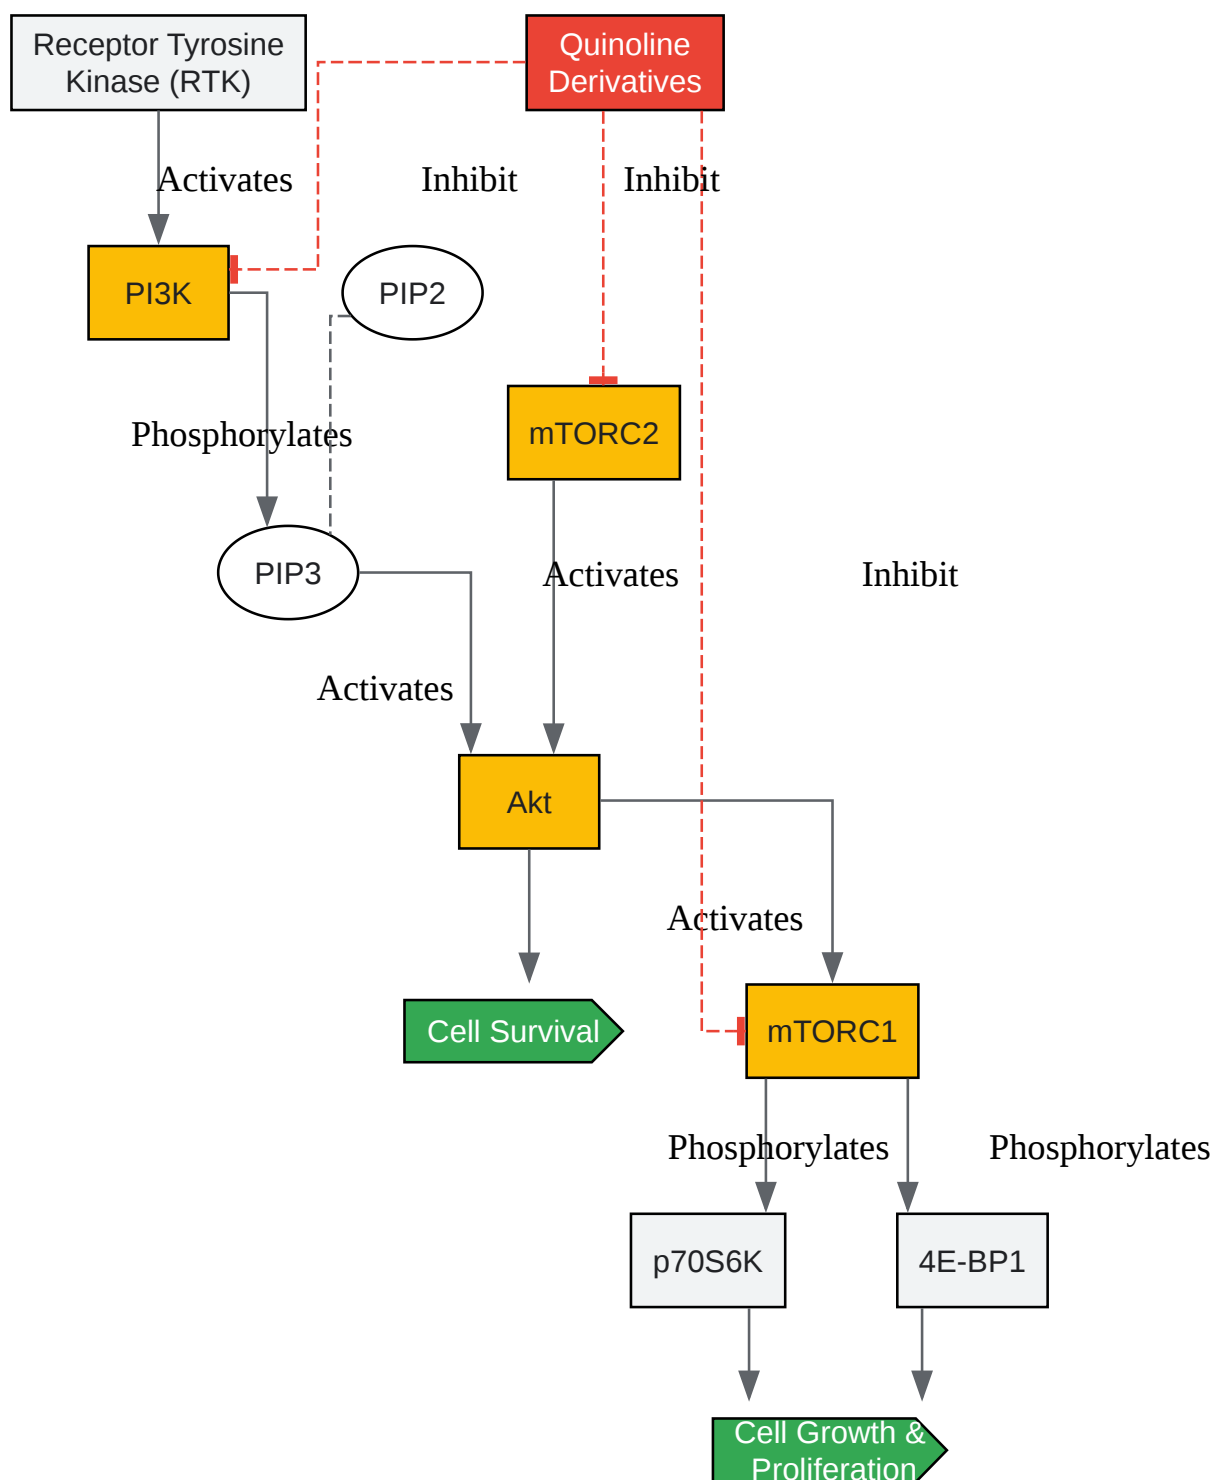 Receptor Tyrosine
Kinase (RTK)
Quinoline
Derivatives
Activates
Inhibit
Inhibit
PI3K
PIP2
Phosphorylates
mTORC2
PIP3
Activates
Inhibit
Activates
Akt
Activates
Cell Survival
mTORC1
Phosphorylates
Phosphorylates
p70S6K
4E-BP1
Cell Growth &
Proliferation